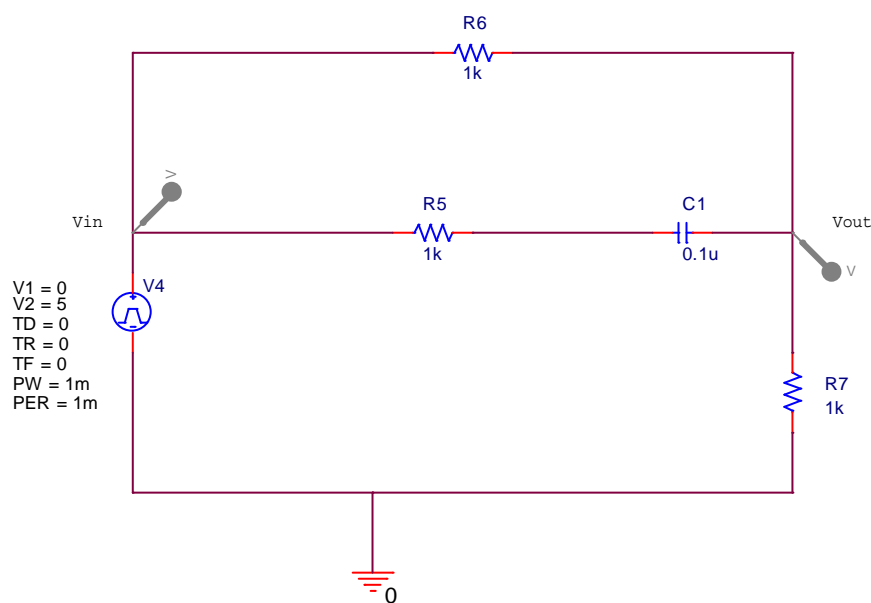 R6
1k
V
R5
C1
Vin
Vout
1k
0.1u
V
V1 = 0
V4
V2 = 5
TD = 0
TR = 0
TF = 0
PW = 1m
PER = 1m
R7
1k
0